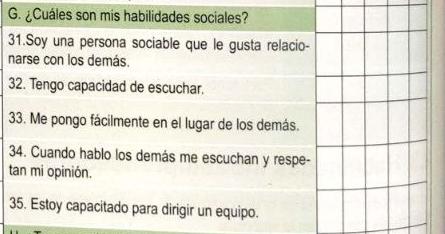 G. ¿Cuáles son mis habilidades sociales?
31.Soy una persona sociable que le gusta relacio-
narse con los demás.
32. Tengo capacidad de escuchar.
33. Me pongo fácilmente en el lugar de los demás.
34. Cuando hablo los demás me escuchan y respe-
tan mi opinión.
35. Estoy capacitado para dirigir un equipo.